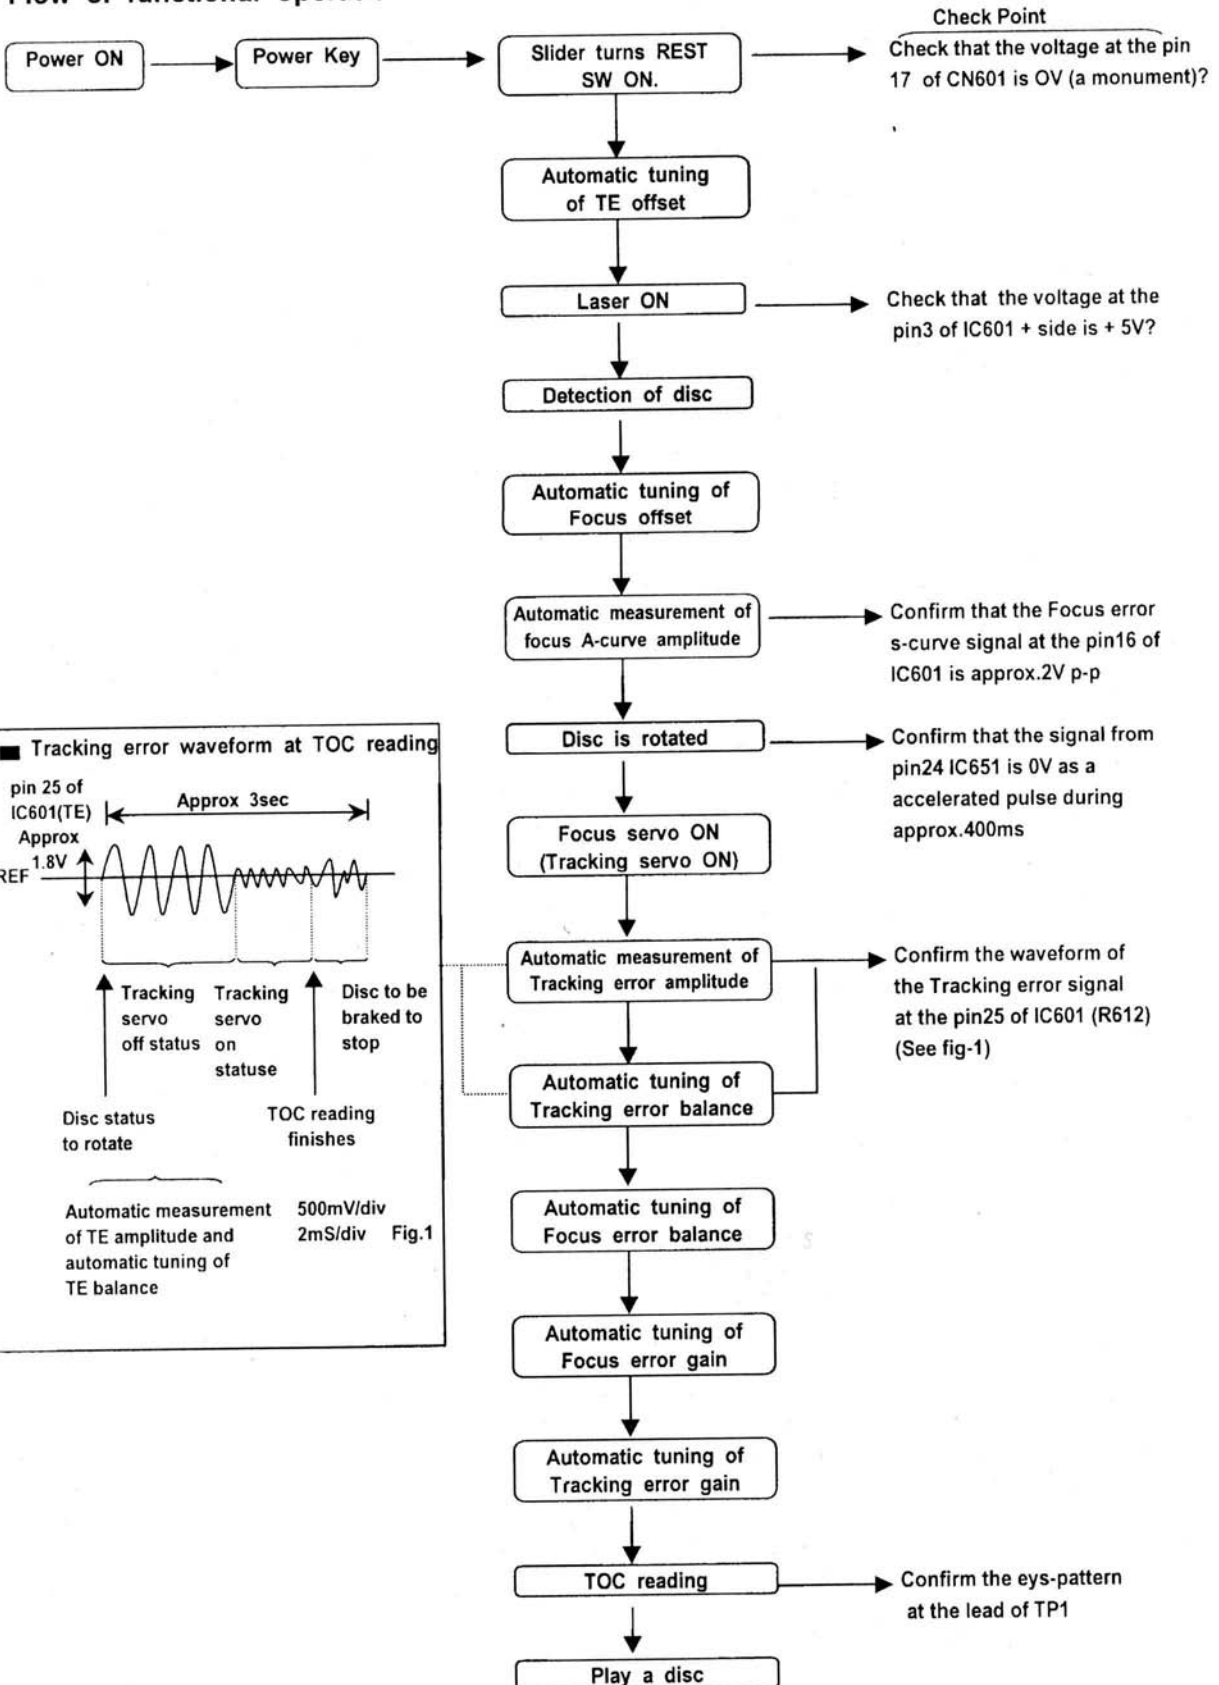 Flow of functional
Check Point
Power ON
Power Key
Slider turns REST
SW ON.
Check that the voltage at the pin
17 of CN601 is OV (a monument)?
Automatic tuning
of TE offset
Laser ON
Check that the voltage at the
pin3 of IC601 + side is + 5V?
Detection of disc
Automatic tuning of
Focus offset
Automatic measurement of
focus A-curve amplitude
Confirm that the Focus error
s-curve signal at the pin16 of
IC601 is approx.2V p-p
Disc is rotated
Confirm that the signal from
pin24 IC651 is 0V as a
accelerated pulse during
approx.400ms
Focus servo ON
(Tracking servo ON)
Automatic measurement of
Tracking error amplitude
Confirm the waveform of
the Tracking error signal
at the pin25 of IC601 (R612)
(See fig-1)
Automatic tuning of
Tracking error balance
Automatic tuning of
Focus error balance
Automatic tuning of
Focus error gain
Automatic tuning of
Tracking error gain
TOC reading
Confirm the eys-pattern
at the lead of TP1
Play a disc
Tracking error waveform at TOC reading
pin 25 of
IC601(TE)
Approx 3sec
Approx
1.8V
REF
Tracking
servo
off status
Tracking
servo
on
statuse
Disc to be
braked to
stop
Disc status
to rotate
TOC reading
finishes
Automatic measurement
of TE amplitude and
automatic tuning of
TE balance
500mV/div
2mS/div Fig.1